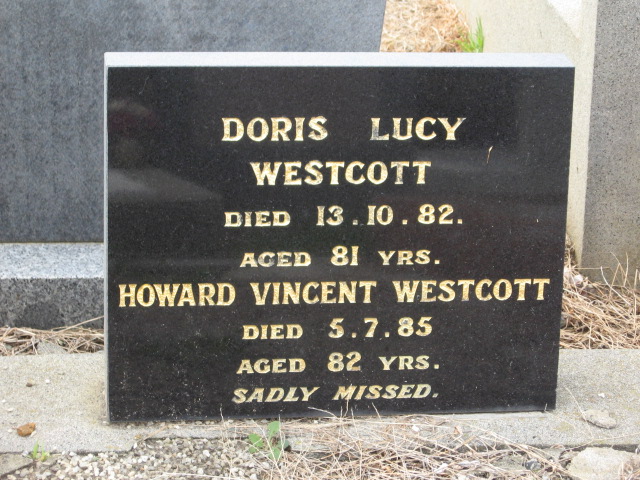 DORIS LUCY
WESTCOTT
DIED 13.10.82.
AGED 81 YRS.
HOWARD VINCENT WESTCOTT
DIED 5.7.85
AGED 82 YRS.
SADLY MISSED.